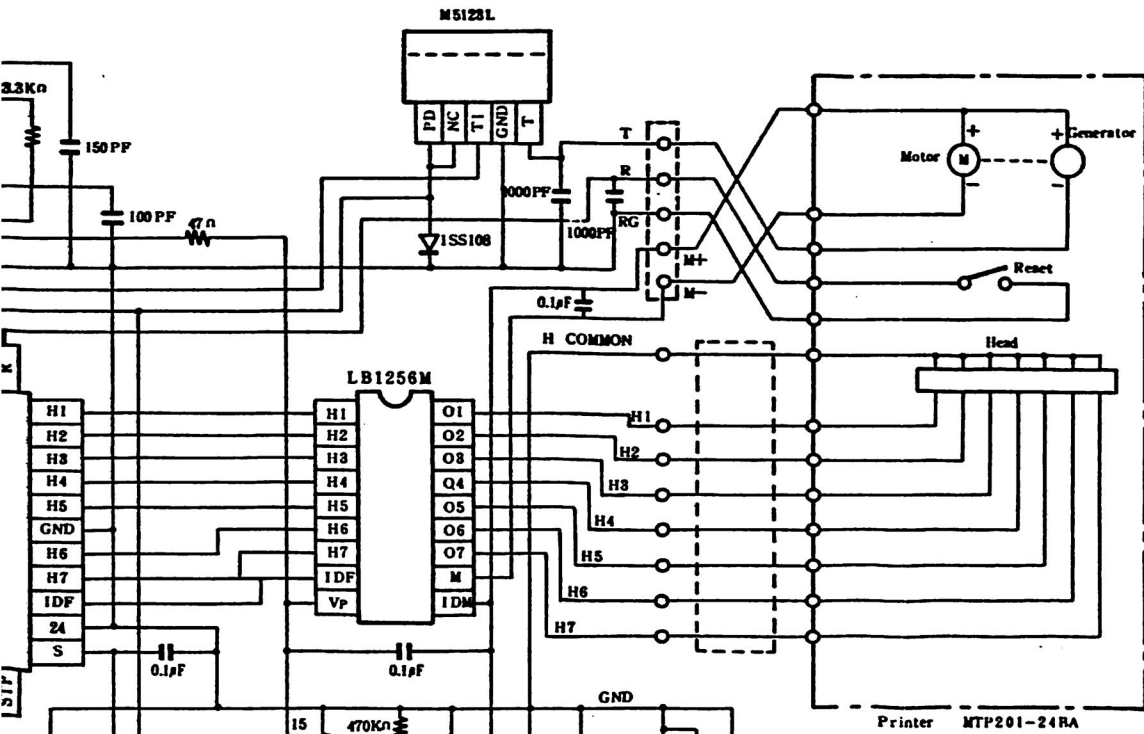 M5123L
PD NC T1 GND T
3.3KΩ
150PF
100PF
47Ω
1SS108
1000PF
1000PF
T
R
RG
M+
M−
0.1μF
Motor M + −
+ Generator −
Reset
H COMMON
Head
K
LB1256M
H1 H1 O1 H1
H2 H2 O2 H2
H3 H3 O3 H3
H4 H4 Q4 H4
H5 H5 O5 H5
GND H6 O6 H6
H6 H7 O7 H7
H7 IDF M
IDF VP IDM
24
S
0.1μF
0.1μF
STP
GND
15
470KΩ
Printer MTP201-24BA